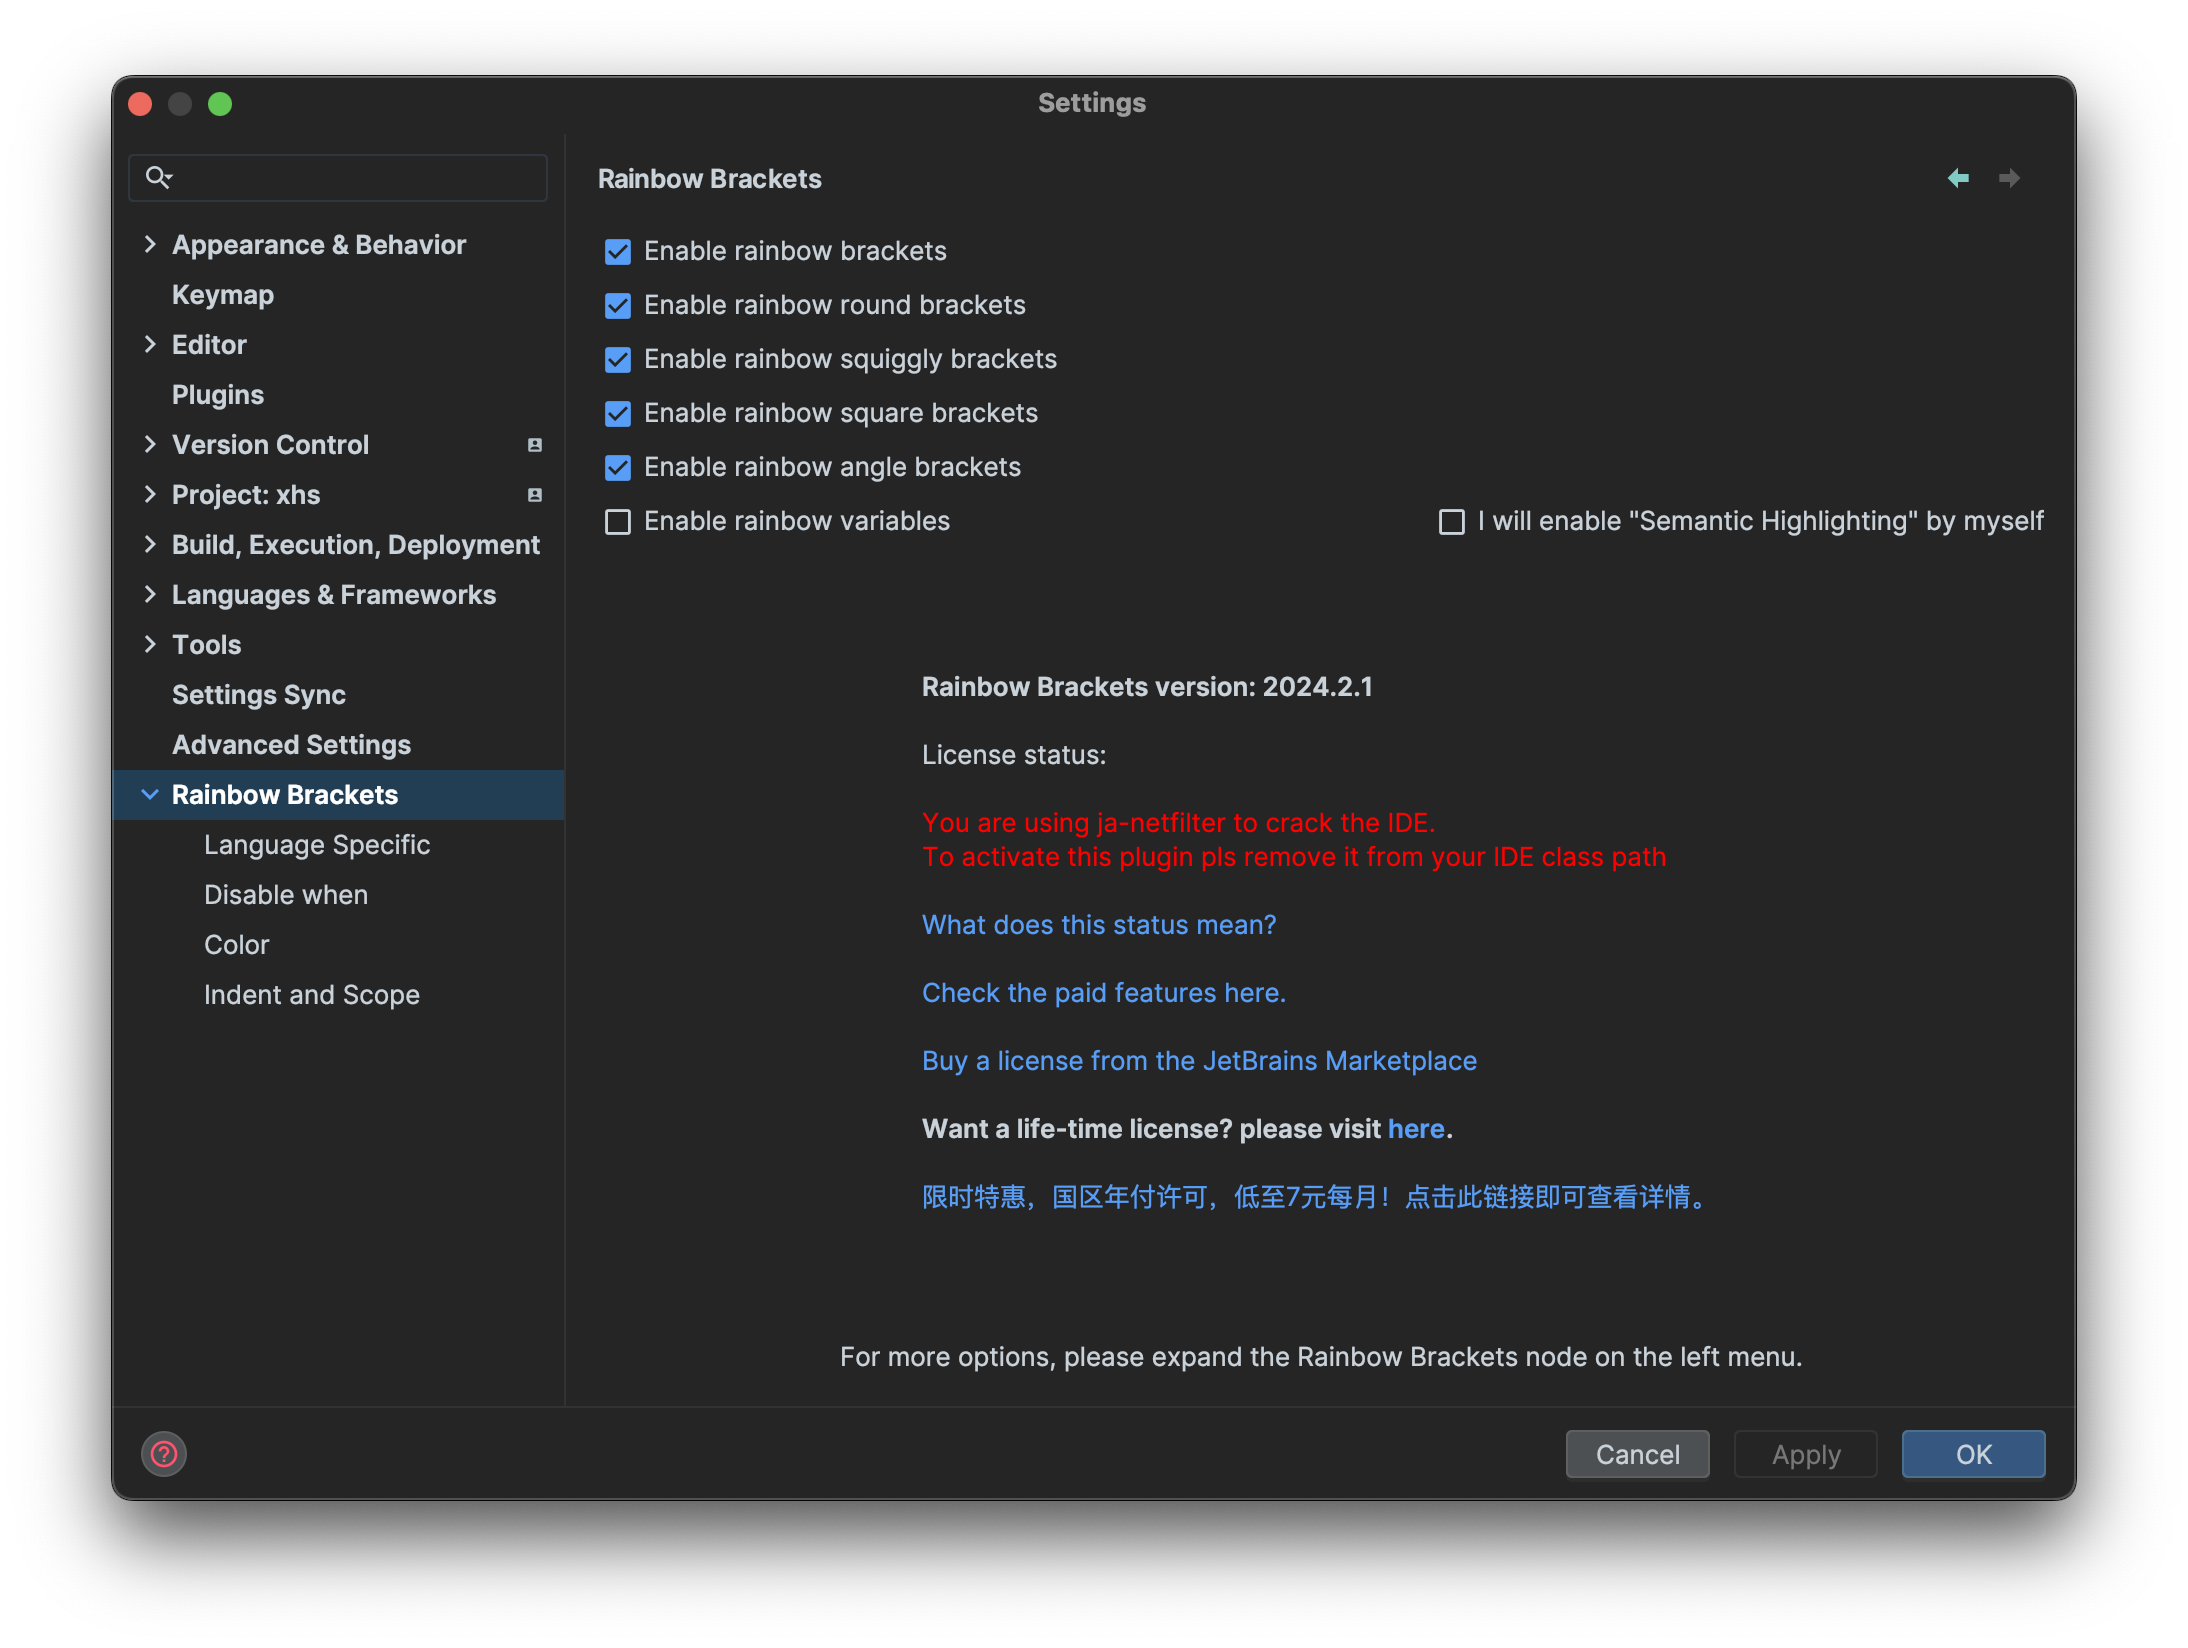 Settings
Appearance & Behavior
Keymap
Editor
Plugins
Version Control
Project: xhs
Build, Execution, Deployment
Languages & Frameworks
Tools
Settings Sync
Advanced Settings
Rainbow Brackets
Language Specific
Disable when
Color
Indent and Scope
Rainbow Brackets
Enable rainbow brackets
Enable rainbow round brackets
Enable rainbow squiggly brackets
Enable rainbow square brackets
Enable rainbow angle brackets
Enable rainbow variables
I will enable "Semantic Highlighting" by myself
Rainbow Brackets version: 2024.2.1
License status:
You are using ja-netfilter to crack the IDE.
To activate this plugin pls remove it from your IDE class path
What does this status mean?
Check the paid features here.
Buy a license from the JetBrains Marketplace
Want a life-time license? please visit here.
限时特惠，国区年付许可，低至7元每月！点击此链接即可查看详情。
For more options, please expand the Rainbow Brackets node on the left menu.
?
Cancel
Apply
OK